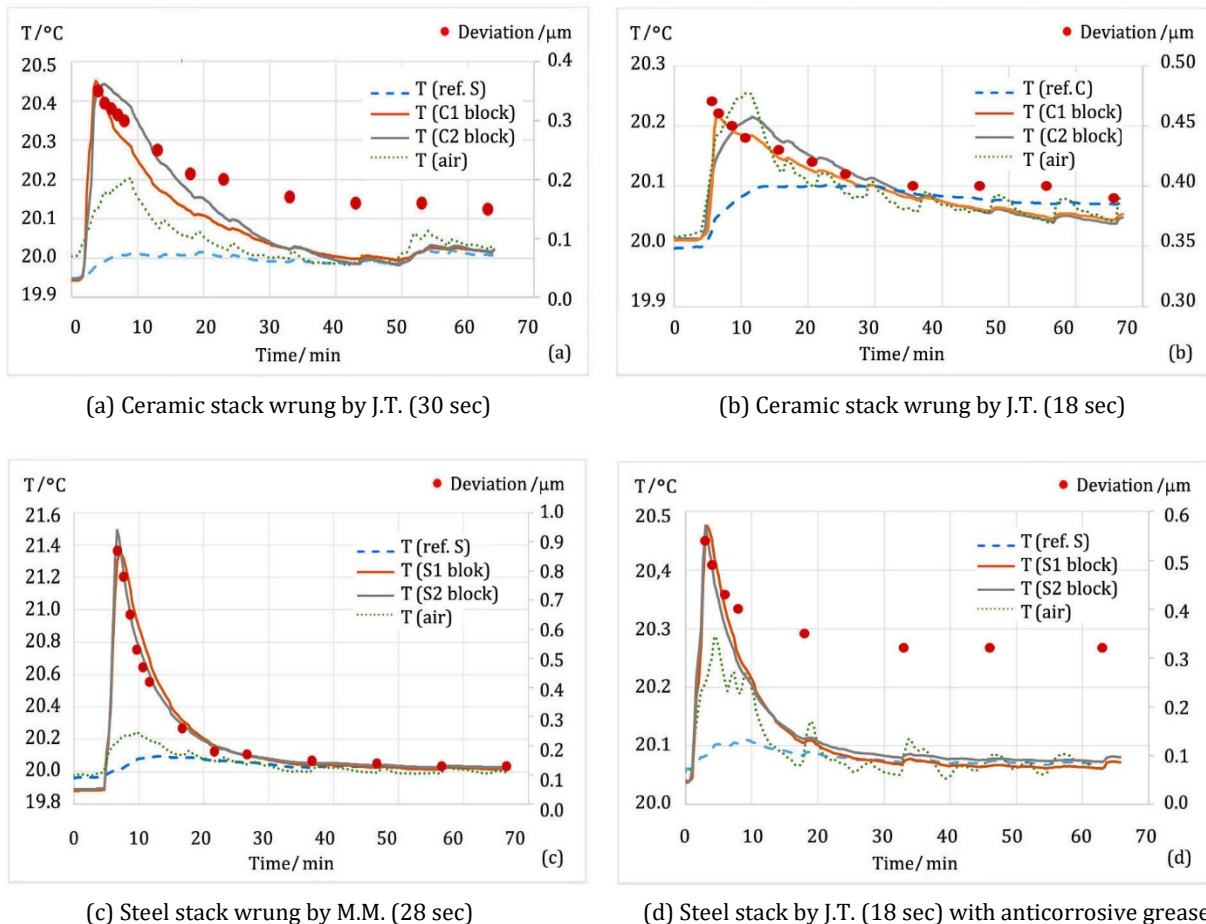 T /°C
Deviation /μm
20.5
20.4
20.3
20.2
20.1
20.0
19.9
0.4
0.3
0.2
0.1
0.0
T (ref. S)
T (C1 block)
T (C2 block)
T (air)
0 10 20 30 40 50 60 70
Time/ min
(a)
(a) Ceramic stack wrung by J.T. (30 sec)
T /°C
Deviation /μm
20.3
20.2
20.1
20.0
19.9
0.50
0.45
0.40
0.35
0.30
T (ref. C)
T (C1 block)
T (C2 block)
T (air)
0 10 20 30 40 50 60 70
Time/ min
(b)
(b) Ceramic stack wrung by J.T. (18 sec)
T /°C
Deviation /μm
21.6
21.4
21.2
21.0
20.8
20.6
20.4
20.2
20.0
19.8
1.0
0.9
0.8
0.7
0.6
0.5
0.4
0.3
0.2
0.1
0.0
T (ref. S)
T (S1 blok)
T (S2 block)
T (air)
0 10 20 30 40 50 60 70
Time/ min
(c)
(c) Steel stack wrung by M.M. (28 sec)
T /°C
Deviation /μm
20.5
20.4
20.3
20.2
20.1
20.0
0.6
0.5
0.4
0.3
0.2
0.1
0.0
T (ref. S)
T (S1 block)
T (S2 block)
T (air)
0 10 20 30 40 50 60 70
Time/ min
(d)
(d) Steel stack by J.T. (18 sec) with anticorrosive grease